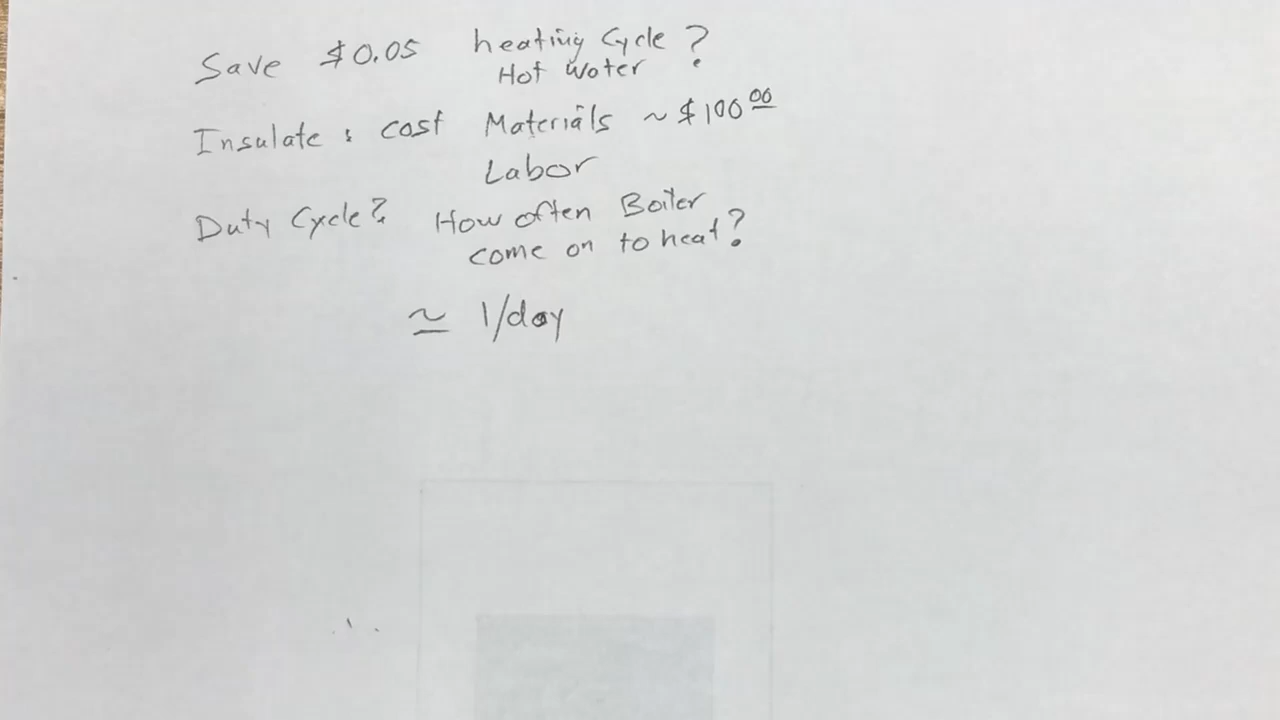 Save $0.05 heating Cycle ?
Hot Water
Insulate : cost Materials ~ $100 00
Labor
Duty Cycle? How often Boiler
come on to heat?
≃ 1/day